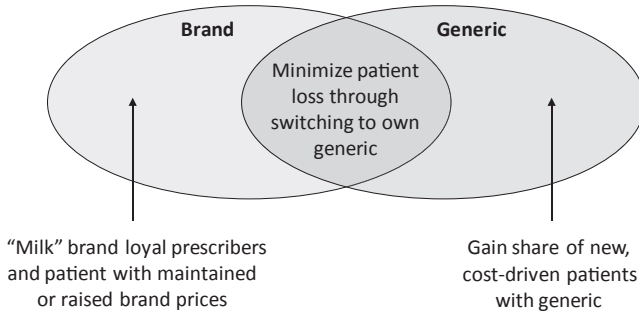 Brand
Generic
Minimize patient
loss through
switching to own
generic
“Milk” brand loyal prescribers
and patient with maintained
or raised brand prices
Gain share of new,
cost-driven patients
with generic